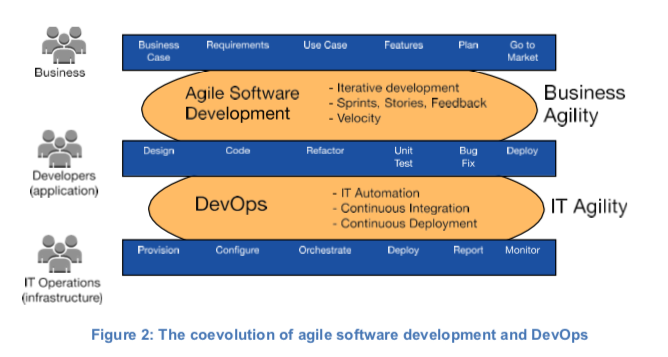 Business
Case
Requirements
Use Case
Features
Plan
Go to
Market
Business
Agile Software
Development
- Iterative development
- Sprints, Stories, Feedback
- Velocity
Business
Agility
Developers
(application)
Design
Code
Refactor
Unit
Test
Bug
Fix
Deploy
DevOps
- IT Automation
- Continuous Integration
- Continuous Deployment
IT Agility
IT Operations
(infrastructure)
Provision
Configure
Orchestrate
Deploy
Report
Monitor
Figure 2: The coevolution of agile software development and DevOps